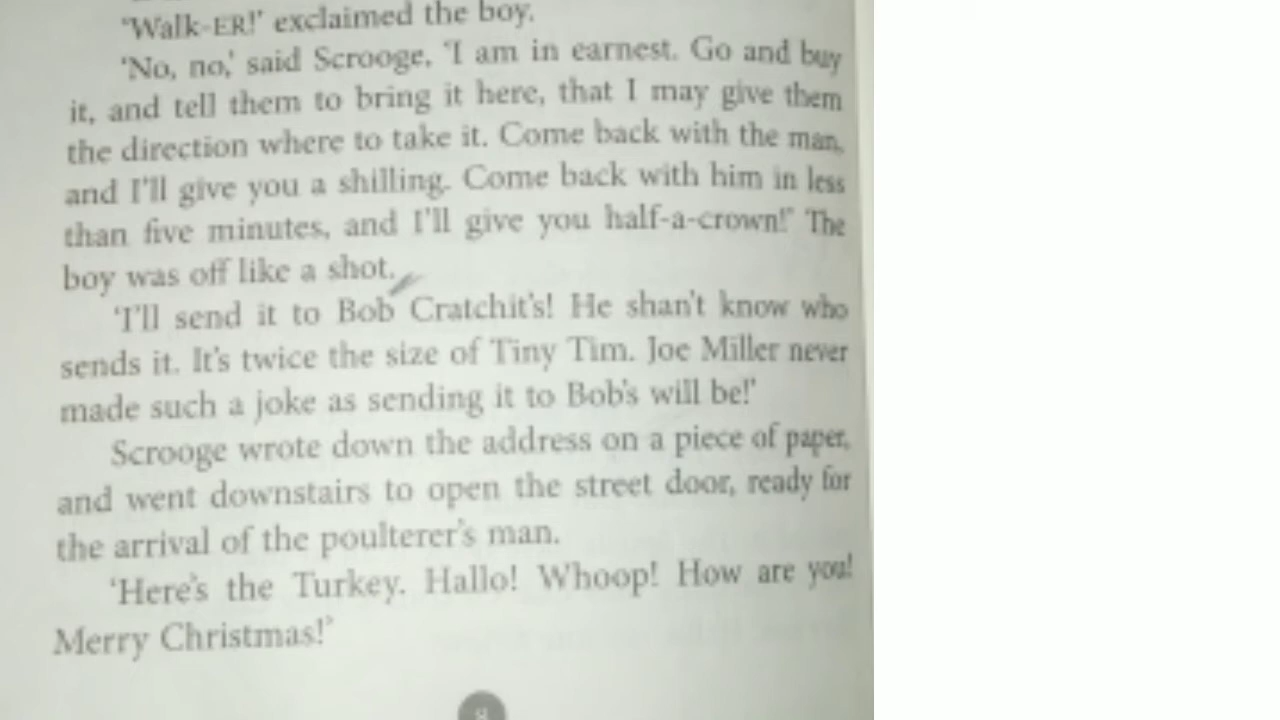 'Walk-ER!' exclaimed the boy.
'No, no,' said Scrooge, 'I am in earnest. Go and buy
it, and tell them to bring it here, that I may give them
the direction where to take it. Come back with the man,
and I'll give you a shilling. Come back with him in less
than five minutes, and I'll give you half-a-crown!' The
boy was off like a shot.
'I'll send it to Bob Cratchit's! He shan't know who
sends it. It's twice the size of Tiny Tim. Joe Miller never
made such a joke as sending it to Bob's will be!'
Scrooge wrote down the address on a piece of paper,
and went downstairs to open the street door, ready for
the arrival of the poulterer's man.
'Here's the Turkey. Hallo! Whoop! How are you!
Merry Christmas!'